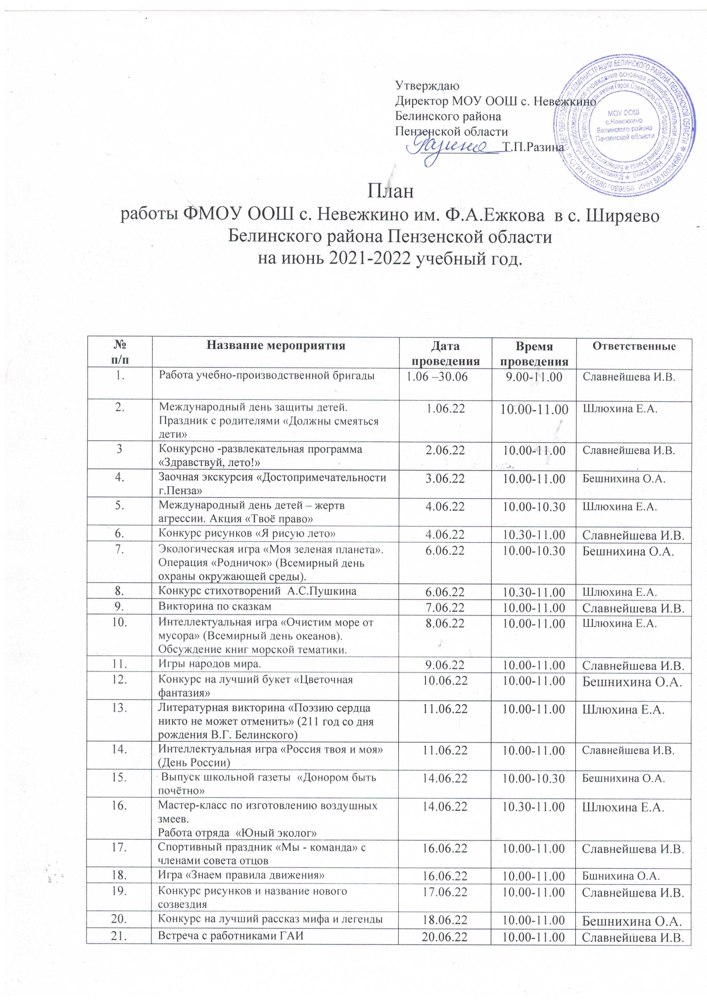 Утверждаю
Директор МОУ ООШ с. Невежкино
Белинского района
Пензенской области
Разина Т.П.Разина
МОУ ООШ
с.Невежкино
Белинского района
Пензенской области
ОТДЕЛ ОБРАЗОВАНИЯ АДМИНИСТРАЦИИ БЕЛИНСКОГО РАЙОНА ПЕНЗЕНСКОЙ ОБЛАСТИ
ИНН 5810004669
План
работы ФМОУ ООШ с. Невежкино им. Ф.А.Ежкова в с. Ширяево
Белинского района Пензенской области
на июнь 2021-2022 учебный год.
№ Название мероприятия Дата Время Ответственные
п/п проведения проведения
1. Работа учебно-производственной бригады 1.06 –30.06 9.00-11.00 Славнейшева И.В.
2. Международный день защиты детей. 1.06.22 10.00-11.00 Шлюхина Е.А.
Праздник с родителями «Должны смеяться
дети»
3 Конкурсно -развлекательная программа 2.06.22 10.00-11.00 Славнейшева И.В.
«Здравствуй, лето!»
4. Заочная экскурсия «Достопримечательности 3.06.22 10.00-11.00 Бешнихина О.А.
г.Пенза»
5. Международный день детей – жертв 4.06.22 10.00-10.30 Шлюхина Е.А.
агрессии. Акция «Твоё право»
6. Конкурс рисунков «Я рисую лето» 4.06.22 10.30-11.00 Славнейшева И.В.
7. Экологическая игра «Моя зеленая планета». 6.06.22 10.00-10.30 Бешнихина О.А.
Операция «Родничок» (Всемирный день
охраны окружающей среды).
8. Конкурс стихотворений А.С.Пушкина 6.06.22 10.30-11.00 Шлюхина Е.А.
9. Викторина по сказкам 7.06.22 10.00-11.00 Славнейшева И.В.
10. Интеллектуальная игра «Очистим море от 8.06.22 10.00-11.00 Шлюхина Е.А.
мусора» (Всемирный день океанов).
Обсуждение книг морской тематики.
11. Игры народов мира. 9.06.22 10.00-11.00 Славнейшева И.В.
12. Конкурс на лучший букет «Цветочная 10.06.22 10.00-11.00 Бешнихина О.А.
фантазия»
13. Литературная викторина «Поэзию сердца 11.06.22 10.00-11.00 Шлюхина Е.А.
никто не может отменить» (211 год со дня
рождения В.Г. Белинского)
14. Интеллектуальная игра «Россия твоя и моя» 11.06.22 10.00-11.00 Славнейшева И.В.
(День России)
15. Выпуск школьной газеты «Донором быть 14.06.22 10.00-10.30 Бешнихина О.А.
почётно»
16. Мастер-класс по изготовлению воздушных 14.06.22 10.30-11.00 Шлюхина Е.А.
змеев.
Работа отряда «Юный эколог»
17. Спортивный праздник «Мы - команда» с 16.06.22 10.00-11.00 Славнейшева И.В.
членами совета отцов
18. Игра «Знаем правила движения» 16.06.22 10.00-11.00 Бшнихина О.А.
19. Конкурс рисунков и название нового 17.06.22 10.00-11.00 Славнейшева И.В.
созвездия
20. Конкурс на лучший рассказ мифа и легенды 18.06.22 10.00-11.00 Бешнихина О.А.
21. Встреча с работниками ГАИ 20.06.22 10.00-11.00 Славнейшева И.В.